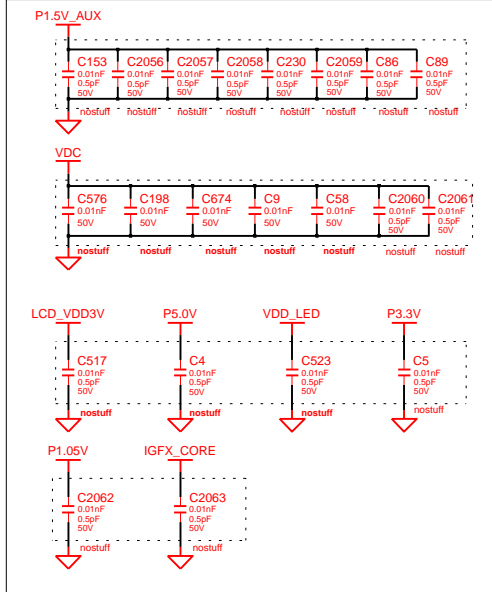 P1.5V_AUX
C153 C2056 C2057 C2058 C230 C2059 C86 C89
0.01nF 0.01nF 0.01nF 0.01nF 0.01nF 0.01nF 0.01nF 0.01nF
0.5pF 0.5pF 0.5pF 0.5pF 0.5pF 0.5pF 0.5pF 0.5pF
50V 50V 50V 50V 50V 50V 50V 50V
nostuff nostuff nostuff nostuff nostuff nostuff nostuff nostuff
VDC
C576 C198 C674 C9 C58 C2060 C2061
0.01nF 0.01nF 0.01nF 0.01nF 0.01nF 0.01nF 0.01nF
0.5pF 0.5pF
50V 50V 50V 50V 50V 50V 50V
nostuff nostuff nostuff nostuff nostuff nostuff nostuff
LCD_VDD3V P5.0V VDD_LED P3.3V
C517 C4 C523 C5
0.01nF 0.01nF 0.01nF 0.01nF
0.5pF 0.5pF 0.5pF 0.5pF
50V 50V 50V 50V
nostuff nostuff nostuff nostuff
P1.05V IGFX_CORE
C2062 C2063
0.01nF 0.01nF
0.5pF 0.5pF
50V 50V
nostuff nostuff